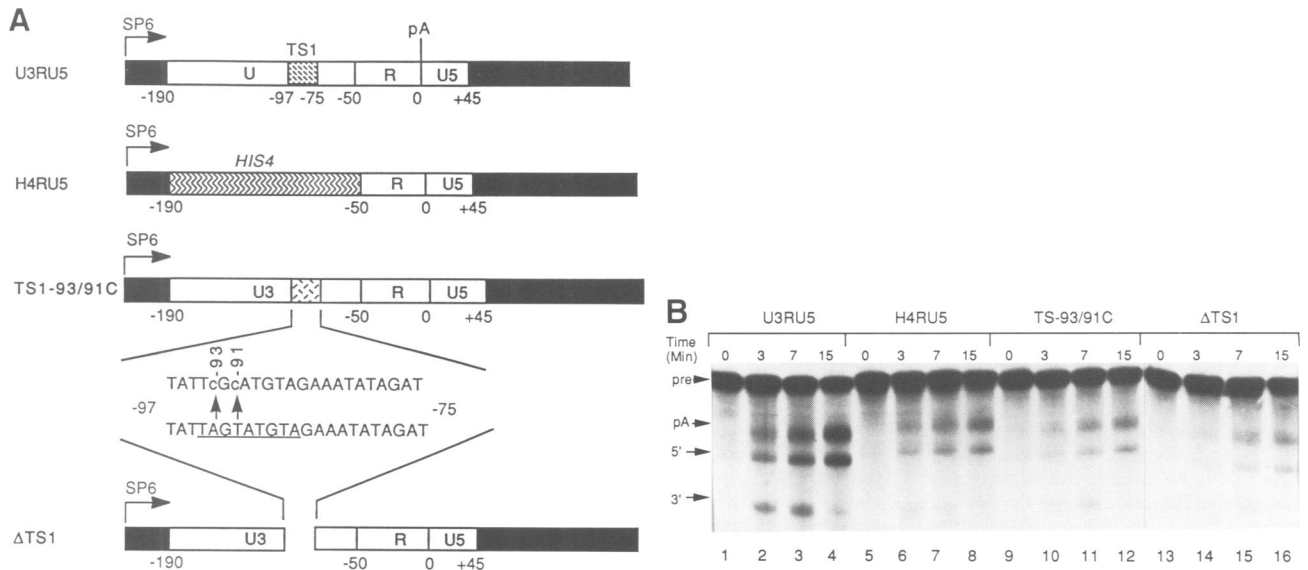 A
SP6
pA
TS1
U3RU5
U
R
U5
-190
-97
-75
-50
0
+45
SP6
HIS4
H4RU5
R
U5
-190
-50
0
+45
SP6
TS1-93/91C
U3
R
U5
-190
-50
0
+45
-93
-91
TATTcGcATGTAGAAATATAGAT
-97
-75
TATTAGTATGTAGAAATATAGAT
SP6
ΔTS1
U3
R
U5
-190
-50
0
+45
B
U3RU5 H4RU5 TS-93/91C ΔTS1
Time (Min) 0 3 7 15 0 3 7 15 0 3 7 15 0 3 7 15
pre
pA
5'
3'
1 2 3 4 5 6 7 8 9 10 11 12 13 14 15 16